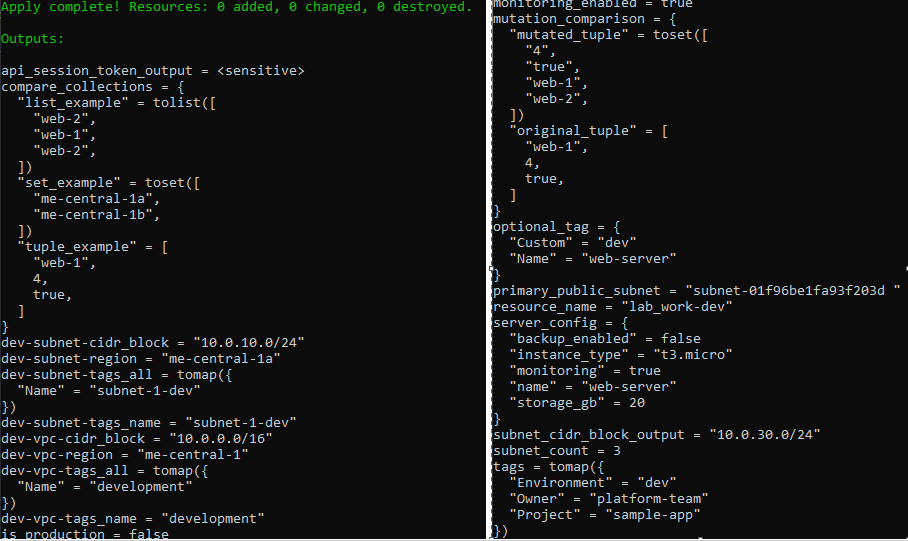 Apply complete! Resources: 0 added, 0 changed, 0 destroyed.
Outputs:
api_session_token_output = <sensitive>
compare_collections = {
  "list_example" = tolist([
    "web-2",
    "web-1",
    "web-2",
  ])
  "set_example" = toset([
    "me-central-1a",
    "me-central-1b",
  ])
  "tuple_example" = [
    "web-1",
    4,
    true,
  ]
}
dev-subnet-cidr_block = "10.0.10.0/24"
dev-subnet-region = "me-central-1a"
dev-subnet-tags_all = tomap({
  "Name" = "subnet-1-dev"
})
dev-subnet-tags_name = "subnet-1-dev"
dev-vpc-cidr_block = "10.0.0.0/16"
dev-vpc-region = "me-central-1"
dev-vpc-tags_all = tomap({
  "Name" = "development"
})
dev-vpc-tags_name = "development"
is_production = false
monitoring_enabled = true
mutation_comparison = {
  "mutated_tuple" = toset([
    "4",
    "true",
    "web-1",
    "web-2",
  ])
  "original_tuple" = [
    "web-1",
    4,
    true,
  ]
}
optional_tag = {
  "Custom" = "dev"
  "Name" = "web-server"
}
primary_public_subnet = "subnet-01f96be1fa93f203d "
resource_name = "lab_work-dev"
server_config = {
  "backup_enabled" = false
  "instance_type" = "t3.micro"
  "monitoring" = true
  "name" = "web-server"
  "storage_gb" = 20
}
subnet_cidr_block_output = "10.0.30.0/24"
subnet_count = 3
tags = tomap({
  "Environment" = "dev"
  "Owner" = "platform-team"
  "Project" = "sample-app"
})